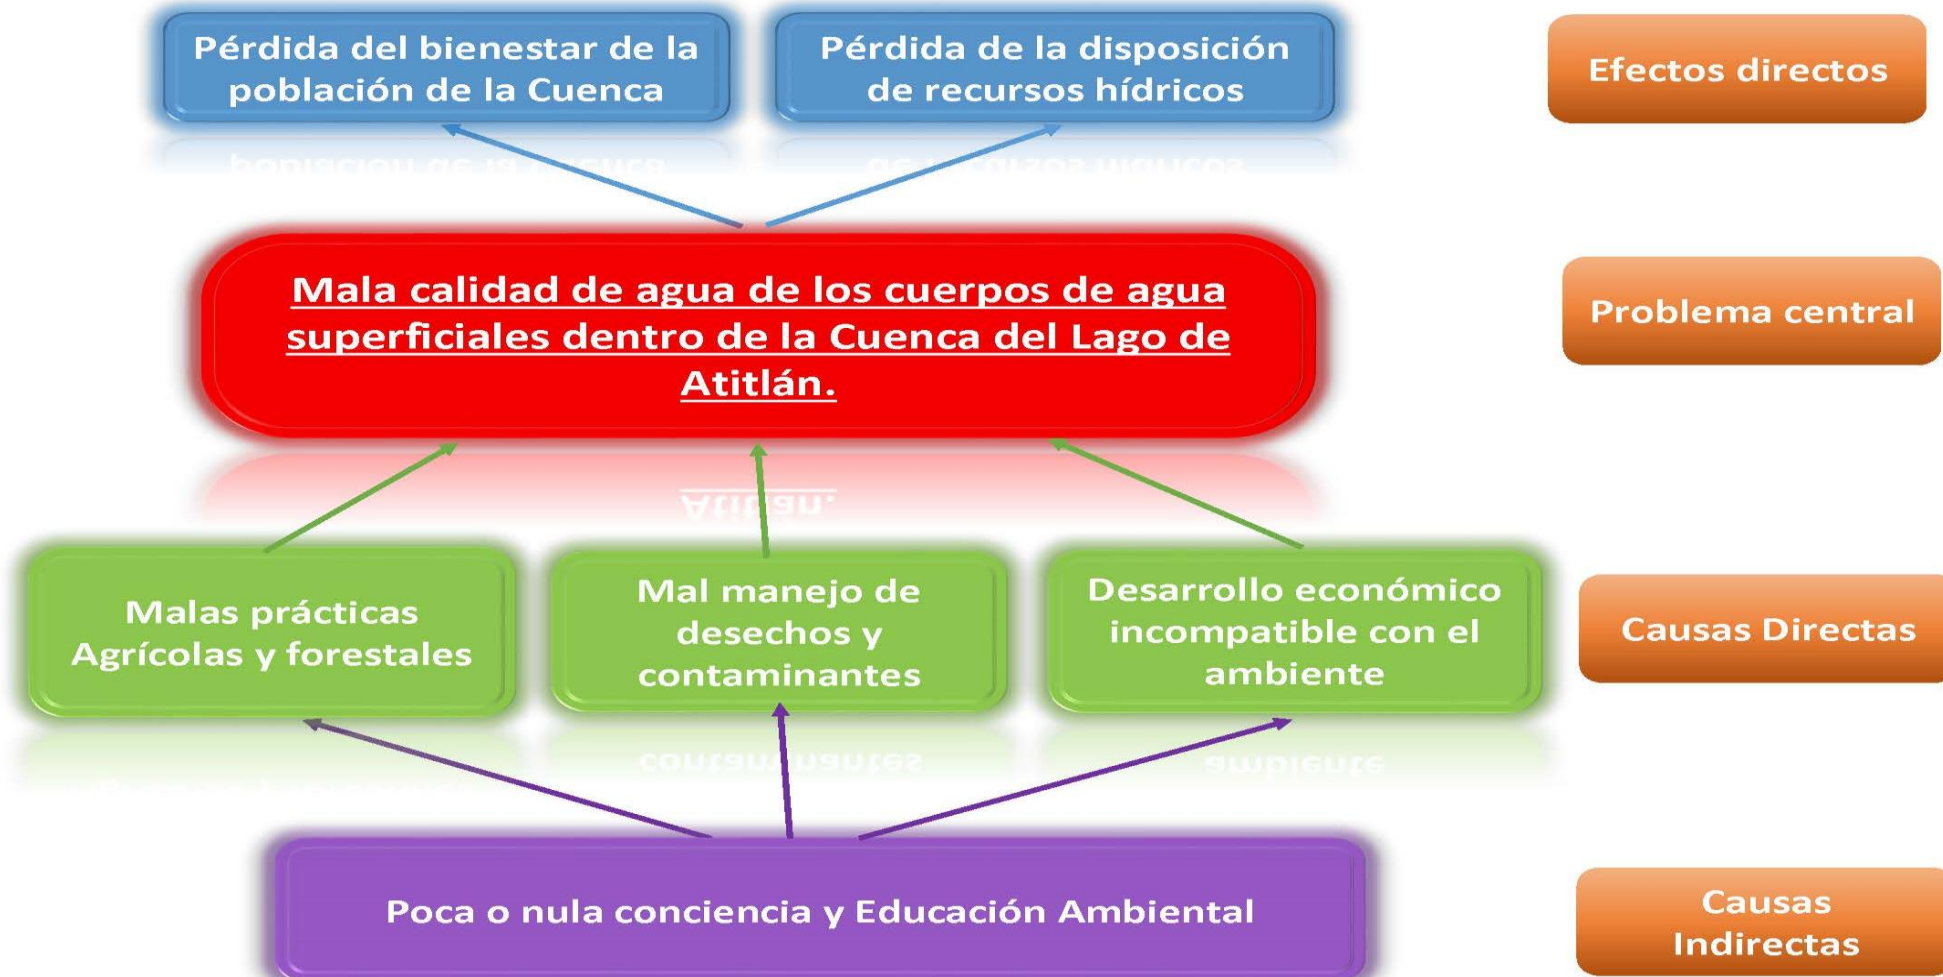 Pérdida del bienestar de la
población de la Cuenca
Pérdida de la disposición
de recursos hídricos
Efectos directos
Mala calidad de agua de los cuerpos de agua
superficiales dentro de la Cuenca del Lago de
Atitlán.
Problema central
Malas prácticas
Agrícolas y forestales
Mal manejo de
desechos y
contaminantes
Desarrollo económico
incompatible con el
ambiente
Causas Directas
Poca o nula conciencia y Educación Ambiental
Causas
Indirectas